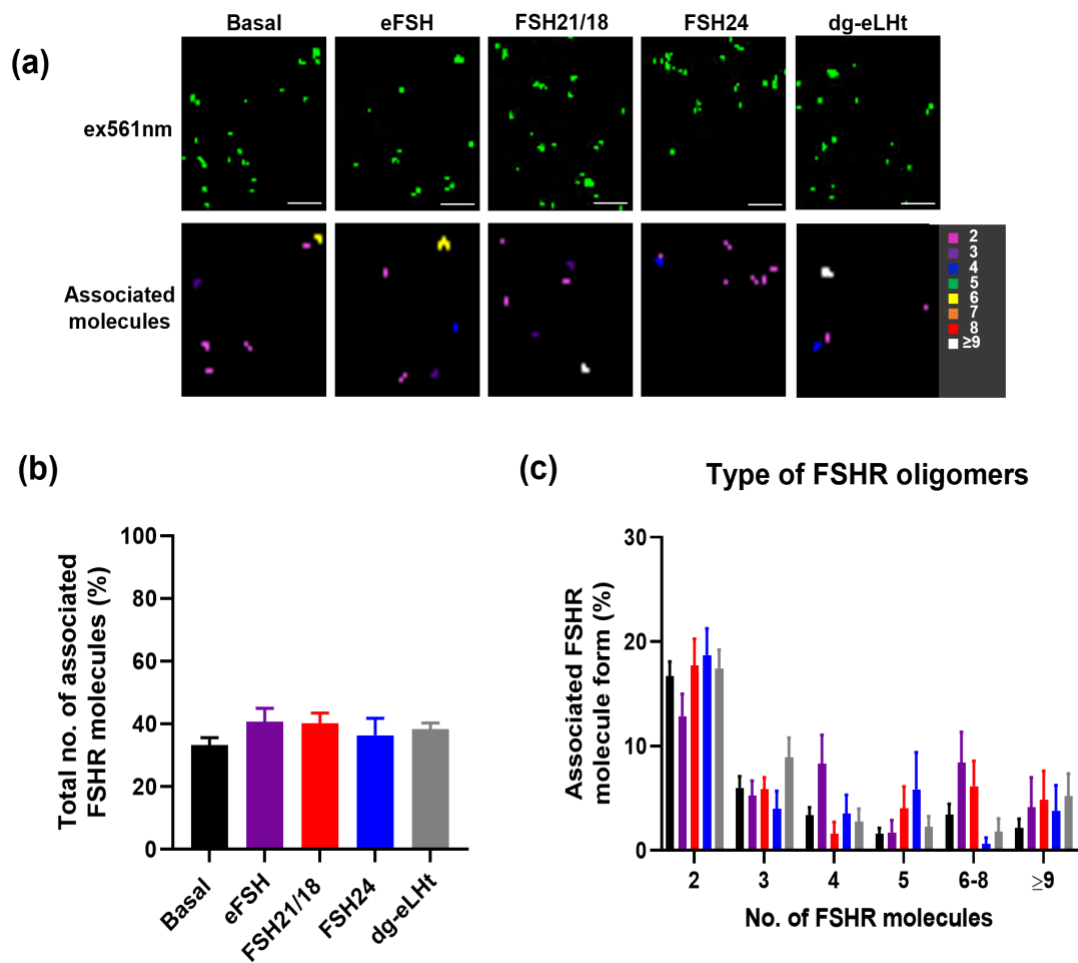 (a)
Basal eFSH FSH21/18 FSH24 dg-eLHt
ex561nm
Associated
molecules
2
3
4
5
6
7
8
≥9
(b)
Total no. of associated
FSHR molecules (%)
100
80
60
40
20
0
Basal
eFSH
FSH21/18
FSH24
dg-eLHt
(c)
Type of FSHR oligomers
Associated FSHR
molecule form (%)
30
20
10
0
2 3 4 5 6-8 ≥9
No. of FSHR molecules